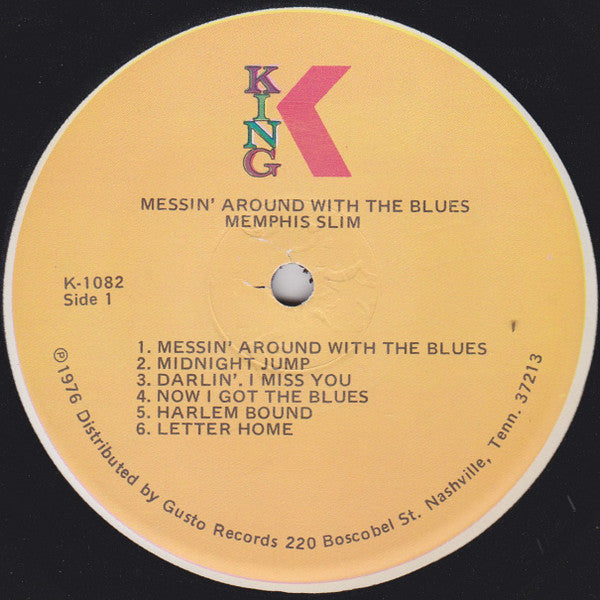 KING
K
MESSIN' AROUND WITH THE BLUES
MEMPHIS SLIM
K-1082
Side 1
1. MESSIN' AROUND WITH THE BLUES
2. MIDNIGHT JUMP
3. DARLIN'. I MISS YOU
4. NOW I GOT THE BLUES
5. HARLEM BOUND
6. LETTER HOME
℗1976 Distributed by Gusto Records 220 Boscobel St. Nashville, Tenn. 37213